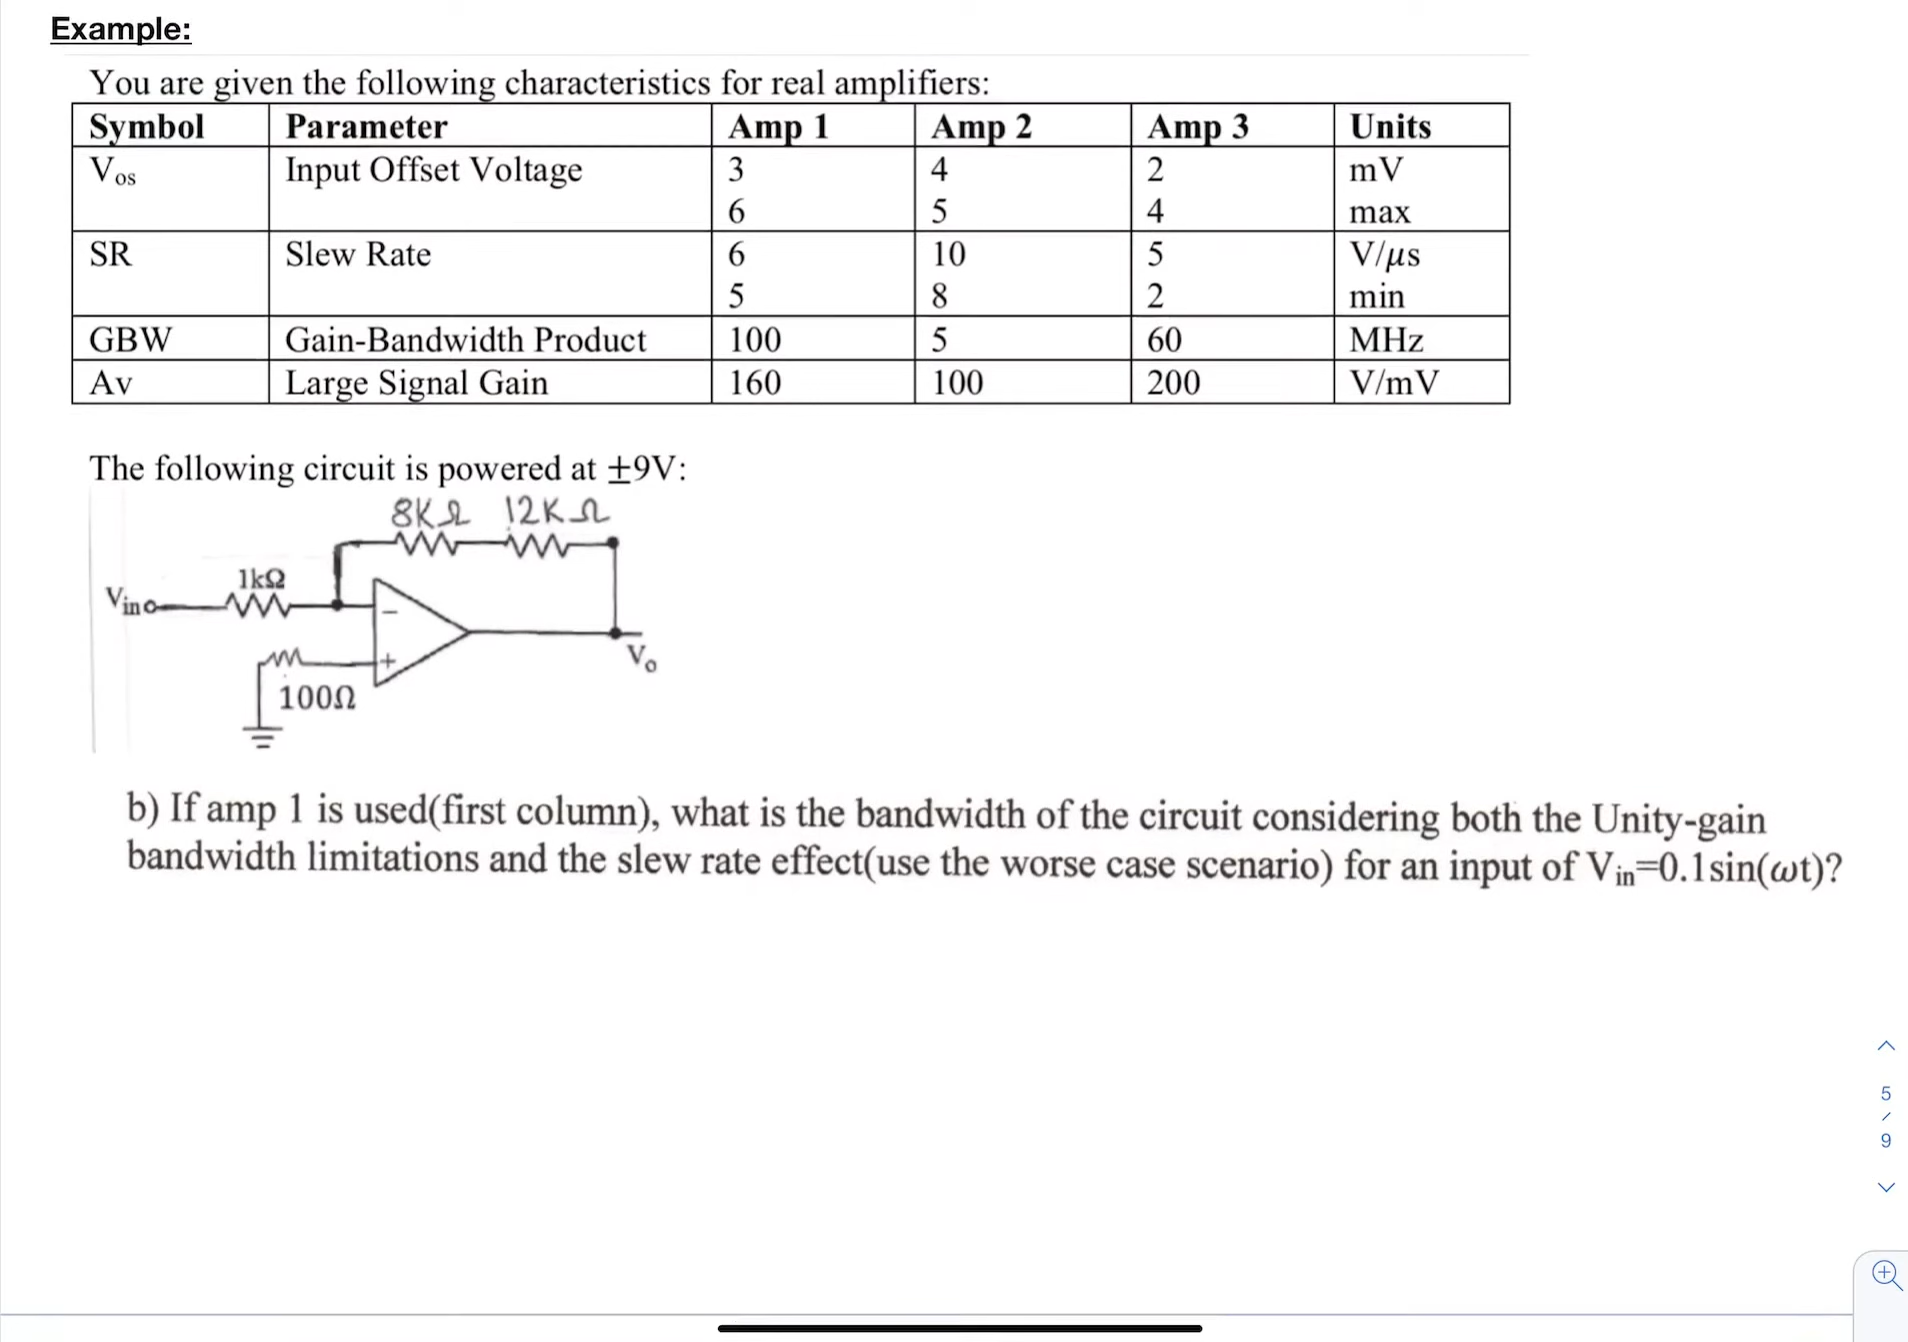 Example:
You are given the following characteristics for real amplifiers:
Symbol Parameter Amp 1 Amp 2 Amp 3 Units
Vos Input Offset Voltage 3 4 2 mV
6 5 4 max
SR Slew Rate 6 10 5 V/μs
5 8 2 min
GBW Gain-Bandwidth Product 100 5 60 MHz
Av Large Signal Gain 160 100 200 V/mV
The following circuit is powered at ±9V:
8KΩ 12KΩ
1kΩ
Vin
−
+
Vo
100Ω
b) If amp 1 is used(first column), what is the bandwidth of the circuit considering both the Unity-gain
bandwidth limitations and the slew rate effect(use the worse case scenario) for an input of Vin=0.1sin(ωt)?
5
/
9